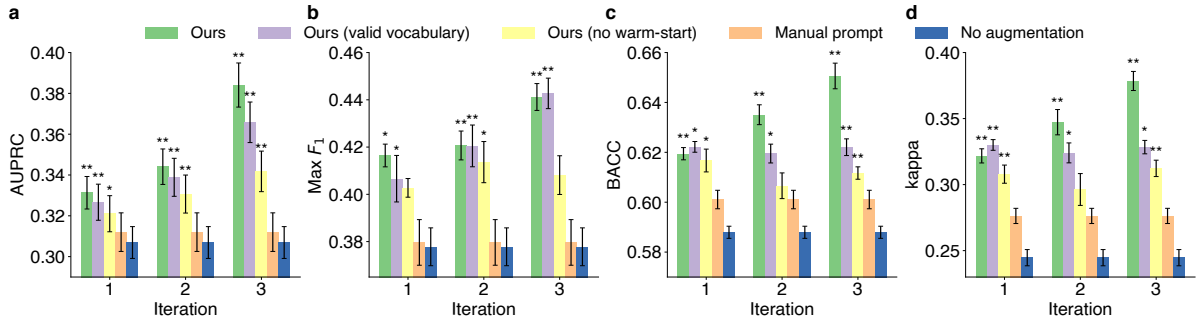 a b c d
Ours Ours (valid vocabulary) Ours (no warm-start) Manual prompt No augmentation
AUPRC
0.40
0.38
0.36
0.34
0.32
0.30
** ** * ** ** ** ** ** **
1 2 3
Iteration
Max F1
0.46
0.44
0.42
0.40
0.38
* * ** ** * ** **
1 2 3
Iteration
BACC
0.66
0.64
0.62
0.60
0.59
** * * ** * ** ** **
1 2 3
Iteration
kappa
0.40
0.35
0.30
0.25
** ** ** ** * ** * **
1 2 3
Iteration